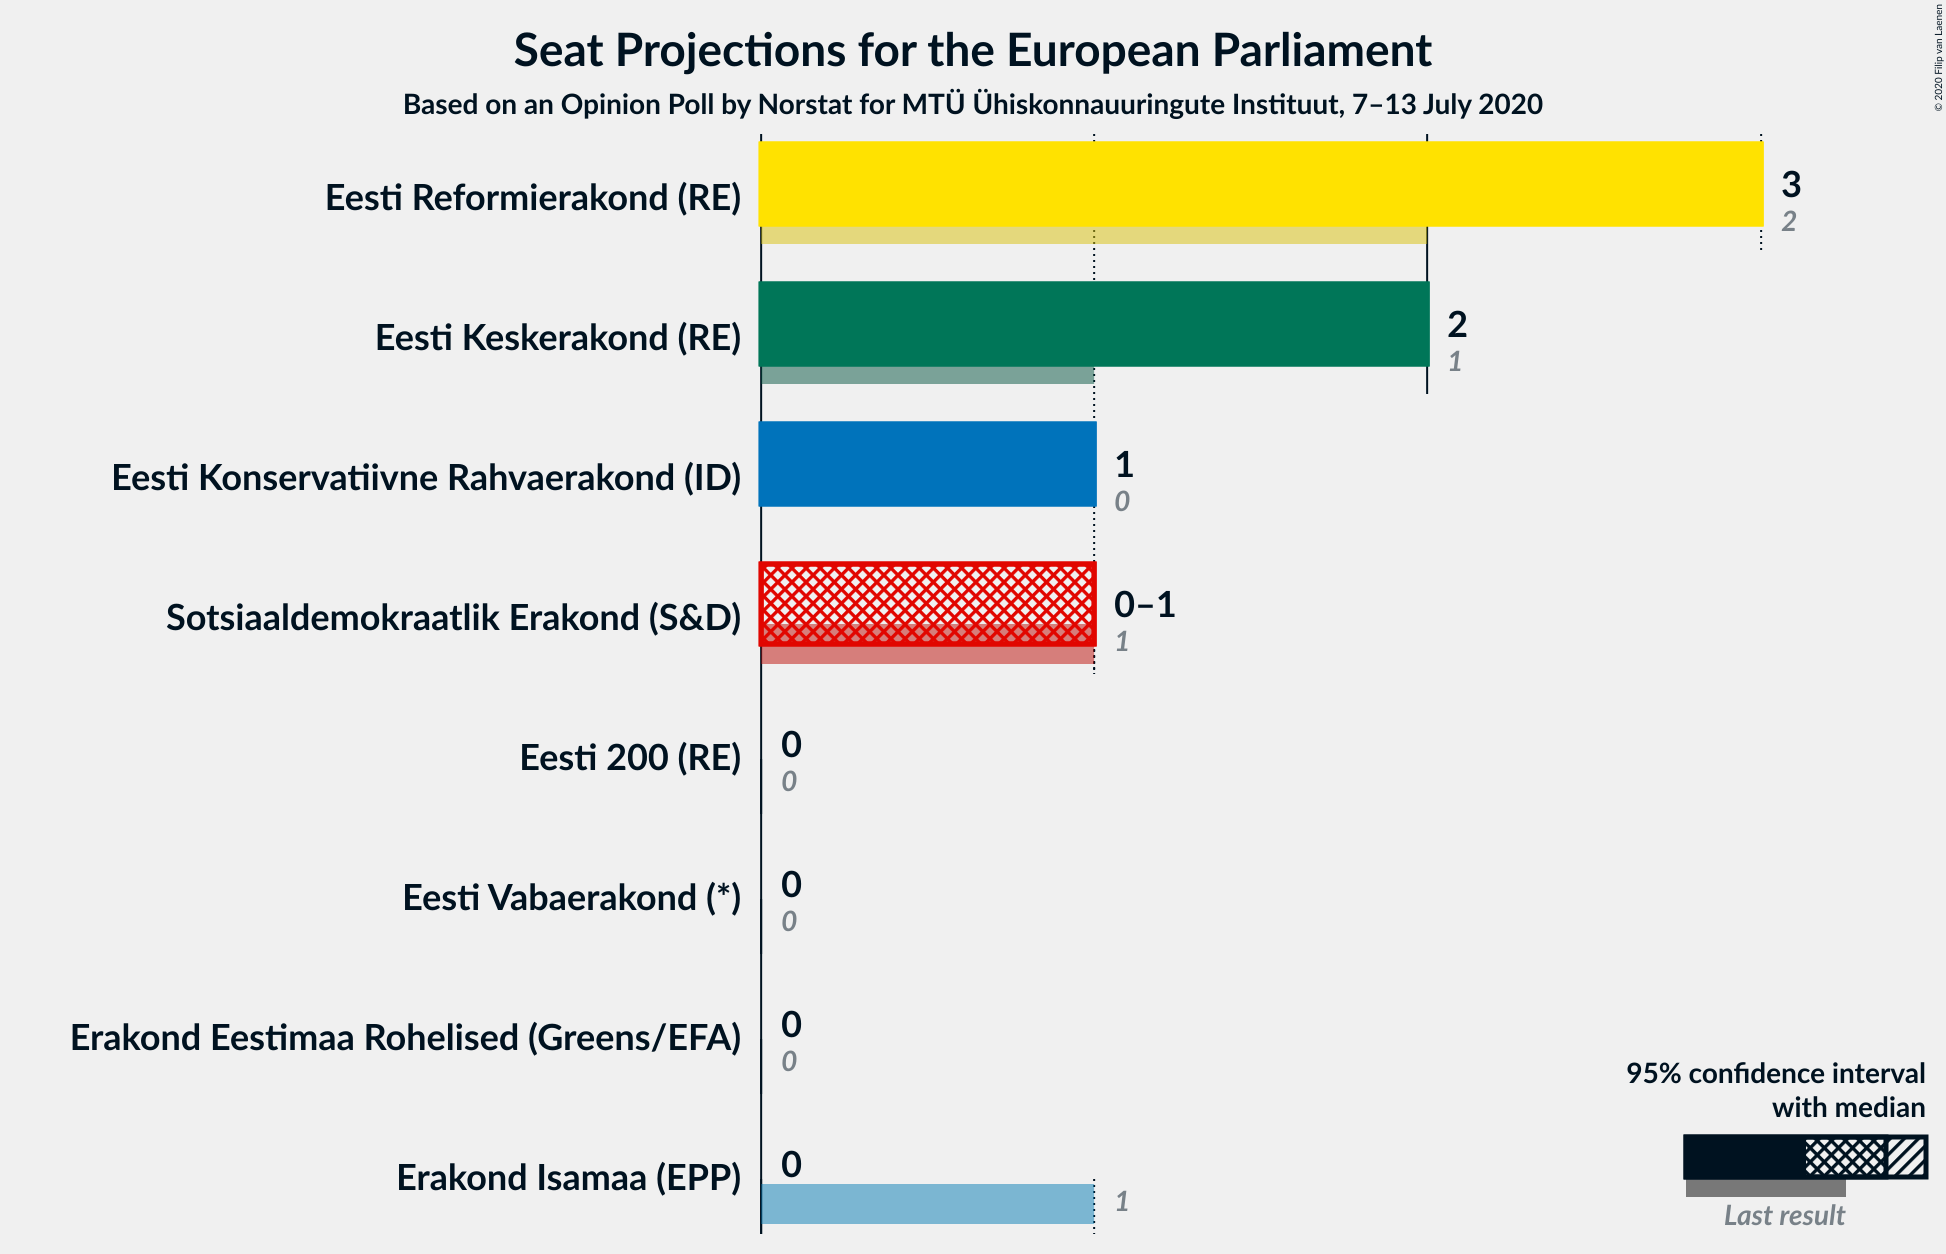 Seat Projections for the European Parliament
Based on an Opinion Poll by Norstat for MTÜ Ühiskonnauuringute Instituut, 7–13 July 2020
© 2020 Filip van Laenen
Eesti Reformierakond (RE)
3
2
Eesti Keskerakond (RE)
2
1
Eesti Konservatiivne Rahvaerakond (ID)
1
0
Sotsiaaldemokraatlik Erakond (S&D)
0–1
1
Eesti 200 (RE)
0
0
Eesti Vabaerakond (*)
0
0
Erakond Eestimaa Rohelised (Greens/EFA)
0
0
Erakond Isamaa (EPP)
0
1
95% confidence interval
with median
Last result